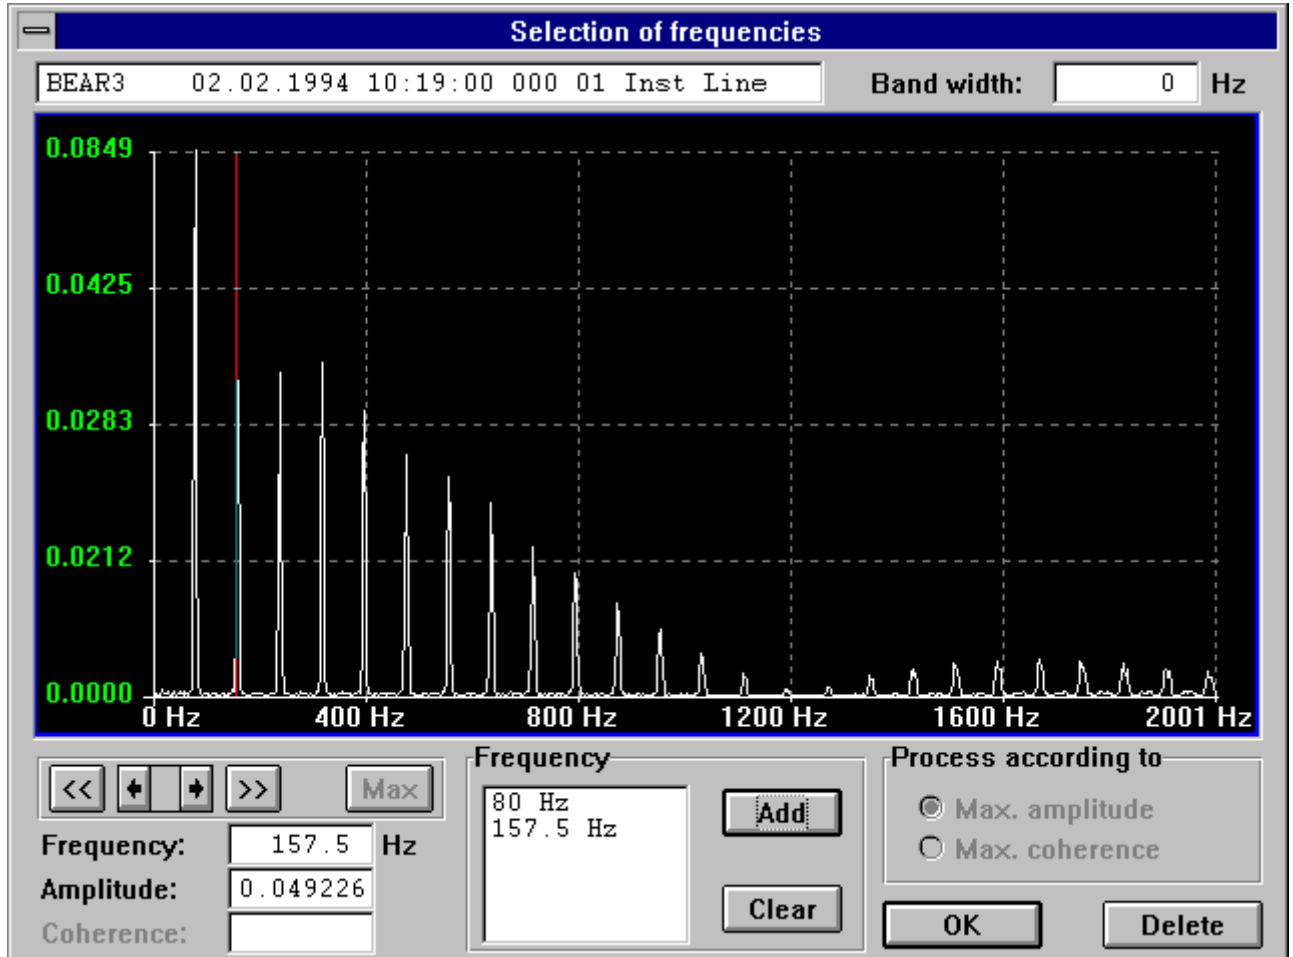 Selection of frequencies
BEAR3 02.02.1994 10:19:00 000 01 Inst Line
Band width: 0 Hz
0.0849
0.0425
0.0283
0.0212
0.0000
0 Hz 400 Hz 800 Hz 1200 Hz 1600 Hz 2001 Hz
<< >> Max
Frequency: 157.5 Hz
Amplitude: 0.049226
Coherence:
Frequency
80 Hz
157.5 Hz
Add
Clear
Process according to
Max. amplitude
Max. coherence
OK Delete